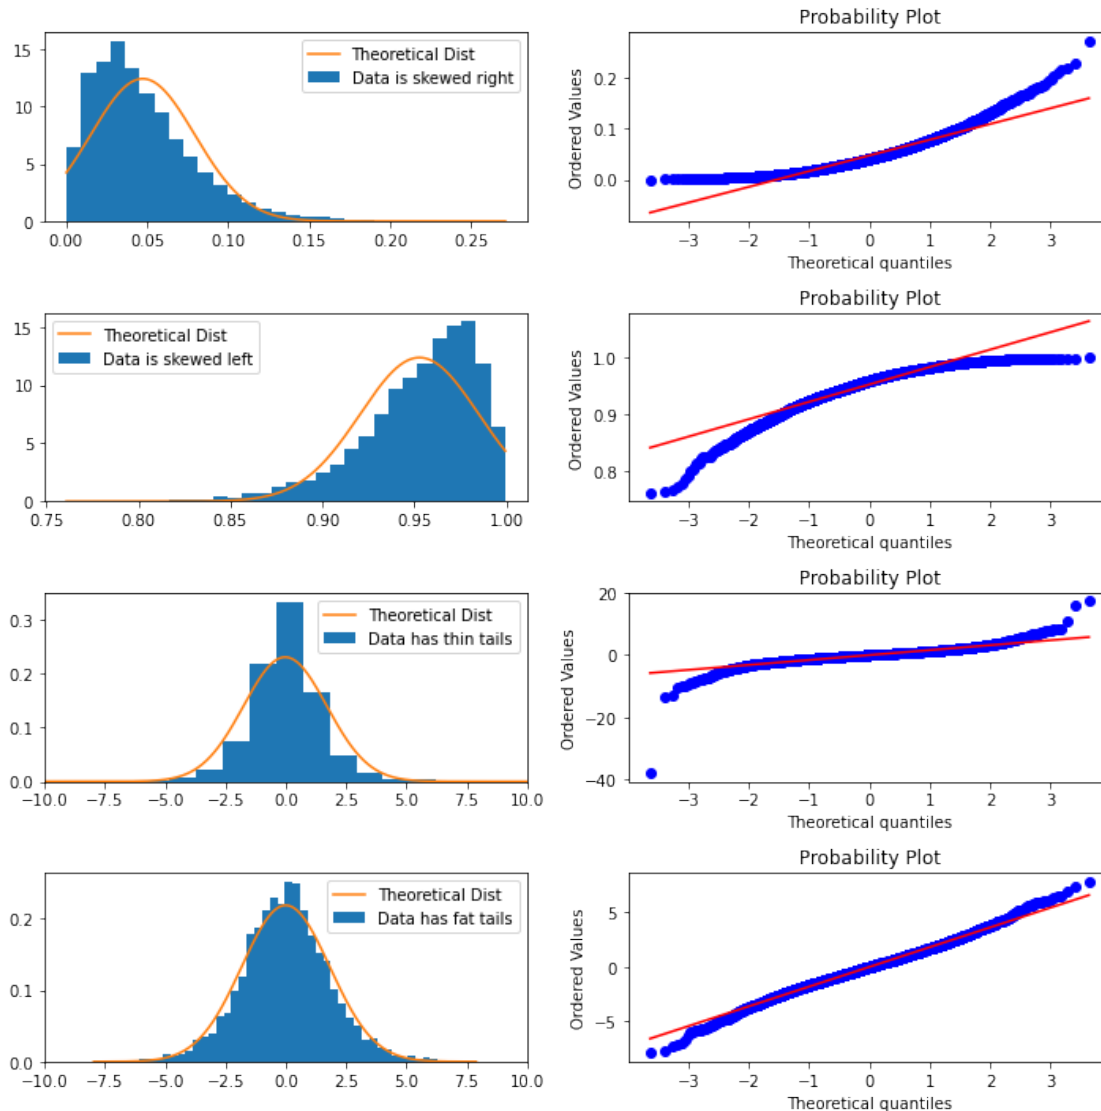 Probability Plot
15
10
5
0
Theoretical Dist
Data is skewed right
0.00 0.05 0.10 0.15 0.20 0.25
Ordered Values
0.2
0.1
0.0
−3 −2 −1 0 1 2 3
Theoretical quantiles
Probability Plot
15
10
5
0
Theoretical Dist
Data is skewed left
0.75 0.80 0.85 0.90 0.95 1.00
Ordered Values
1.0
0.9
0.8
−3 −2 −1 0 1 2 3
Theoretical quantiles
Probability Plot
0.3
0.2
0.1
0.0
Theoretical Dist
Data has thin tails
−10.0 −7.5 −5.0 −2.5 0.0 2.5 5.0 7.5 10.0
Ordered Values
20
0
−20
−40
−3 −2 −1 0 1 2 3
Theoretical quantiles
Probability Plot
0.2
0.1
0.0
Theoretical Dist
Data has fat tails
−10.0 −7.5 −5.0 −2.5 0.0 2.5 5.0 7.5 10.0
Ordered Values
5
0
−5
−3 −2 −1 0 1 2 3
Theoretical quantiles